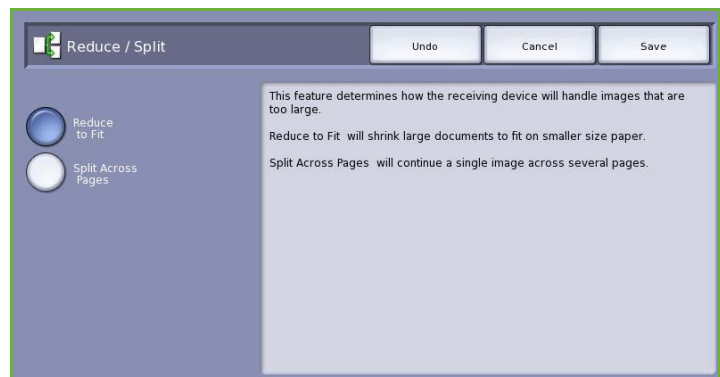 Reduce / Split
Undo
Cancel
Save
Reduce
to Fit
Split Across
Pages
This feature determines how the receiving device will handle images that are
too large.
Reduce to Fit will shrink large documents to fit on smaller size paper.
Split Across Pages will continue a single image across several pages.